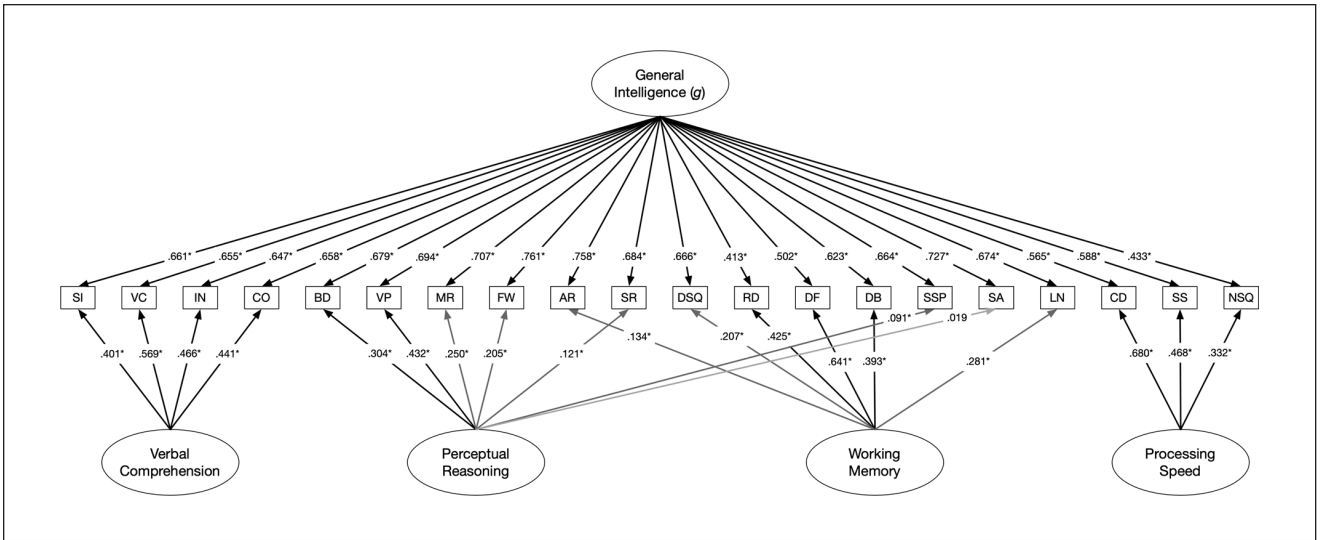 General
Intelligence (g)
.661* .655* .647* .658* .679* .694* .707* .761* .758* .684* .666* .413* .502* .623* .664* .727* .674* .565* .588* .433*
SI VC IN CO BD VP MR FW AR SR DSQ RD DF DB SSP SA LN CD SS NSQ
.091* .019
.134* .207* .425*
.401* .569* .466* .441* .304* .432* .250* .205* .121* .641* .393* .281* .680* .468* .332*
Verbal
Comprehension
Perceptual
Reasoning
Working
Memory
Processing
Speed